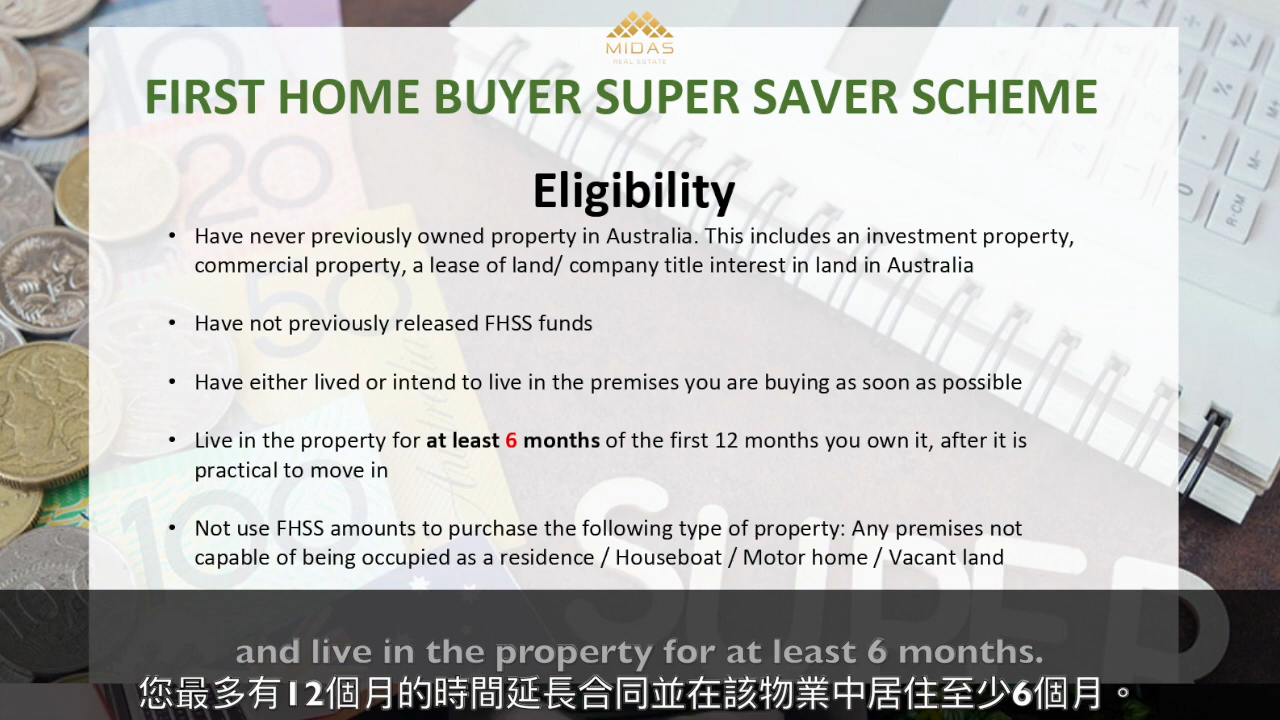 MIDAS
REAL ESTATE
FIRST HOME BUYER SUPER SAVER SCHEME
Eligibility
• Have never previously owned property in Australia. This includes an investment property,
commercial property, a lease of land/ company title interest in land in Australia
• Have not previously released FHSS funds
• Have either lived or intend to live in the premises you are buying as soon as possible
• Live in the property for at least 6 months of the first 12 months you own it, after it is
practical to move in
• Not use FHSS amounts to purchase the following type of property: Any premises not
capable of being occupied as a residence / Houseboat / Motor home / Vacant land
SUPER
and live in the property for at least 6 months.
您最多有12個月的時間延長合同並在該物業中居住至少6個月。